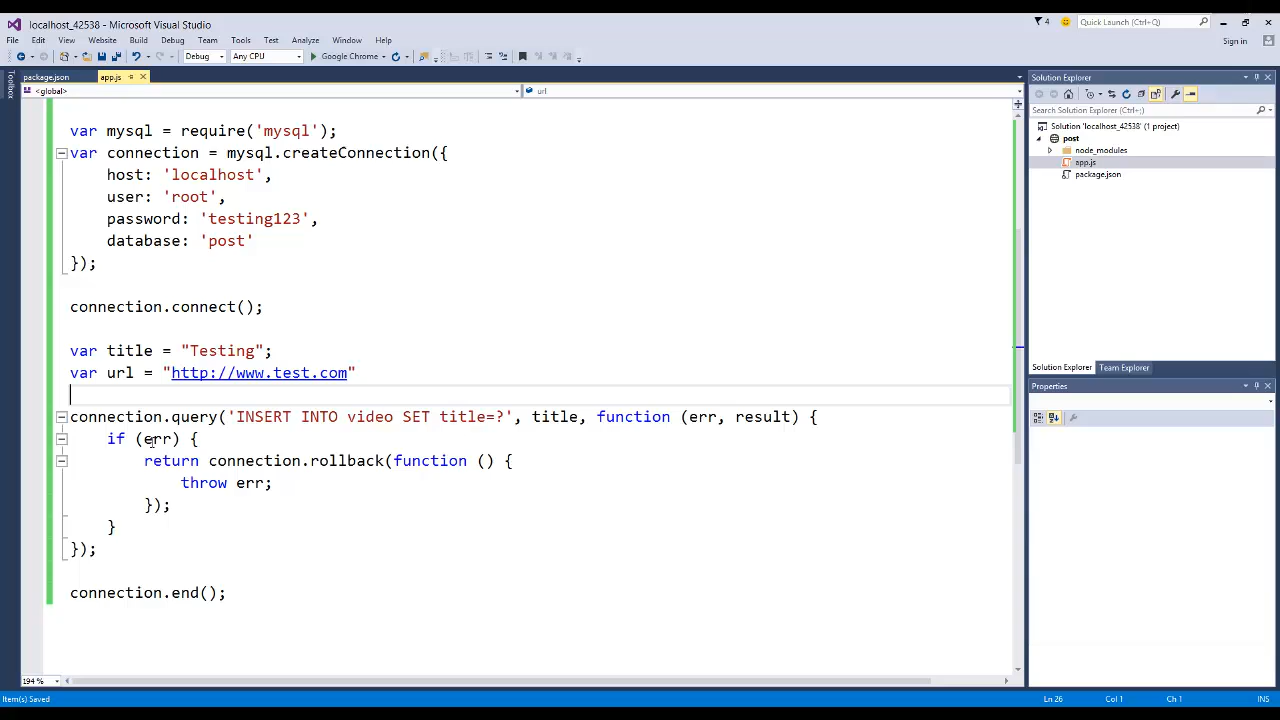 localhost_42538 - Microsoft Visual Studio
4
Quick Launch (Ctrl+Q)
File Edit View Website Build Debug Team Tools Test Analyze Window Help
Sign in
Debug Any CPU Google Chrome
Toolbox
package.json app.js
<global> url
var mysql = require('mysql');
var connection = mysql.createConnection({
host: 'localhost',
user: 'root',
password: 'testing123',
database: 'post'
});
connection.connect();
var title = "Testing";
var url = "http://www.test.com"
connection.query('INSERT INTO video SET title=?', title, function (err, result) {
if (err) {
return connection.rollback(function () {
throw err;
});
}
});
connection.end();
194 %
Solution Explorer
Search Solution Explorer (Ctrl+;)
Solution 'localhost_42538' (1 project)
post
node_modules
app.js
package.json
Solution Explorer Team Explorer
Properties
Item(s) Saved Ln 26 Col 1 Ch 1 INS